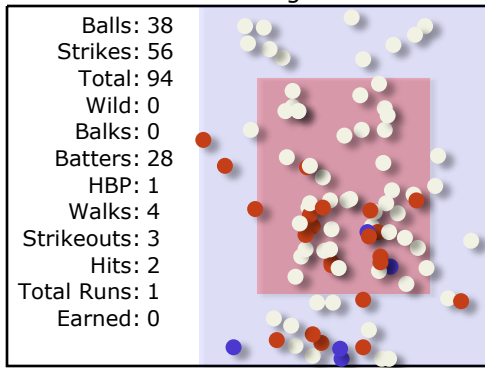 Balls: 38
Strikes: 56
Total: 94
Wild: 0
Balks: 0
Batters: 28
HBP: 1
Walks: 4
Strikeouts: 3
Hits: 2
Total Runs: 1
Earned: 0